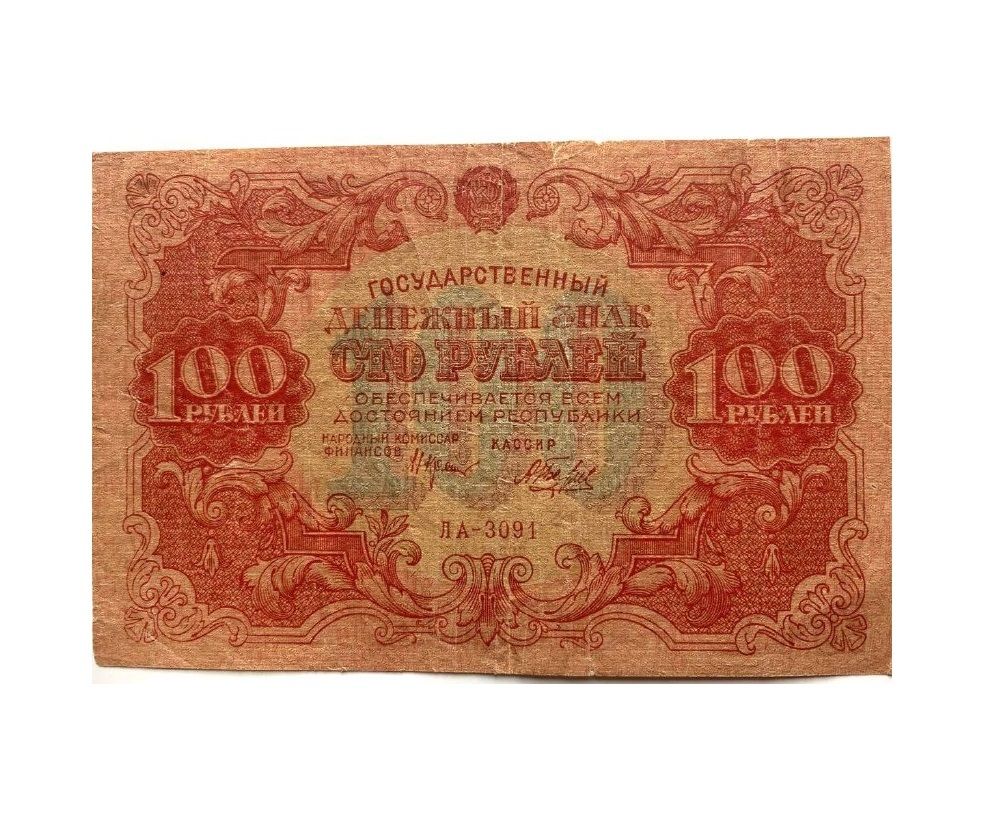 ГОСУДАРСТВЕННЫЙ
ДЕНЕЖНЫЙ ЗНАК
СТО РУБЛЕЙ
100 РУБЛЕЙ
100 РУБЛЕЙ
ОБЕСПЕЧИВАЕТСЯ ВСЕМ
ДОСТОЯНИЕМ РЕСПУБЛИКИ
НАРОДНЫЙ КОМИССАР
ФИНАНСОВ
КАССИР
100
ЛА-3091